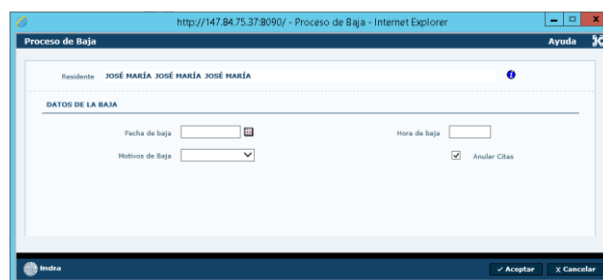 http://147.84.75.37:8090/ - Proceso de Baja - Internet Explorer
Proceso de Baja Ayuda
Residente JOSÉ MARÍA JOSÉ MARÍA JOSÉ MARÍA
DATOS DE LA BAJA
Fecha de baja Hora de baja
Motivos de Baja Anular Citas
Indra Aceptar X Cancelar